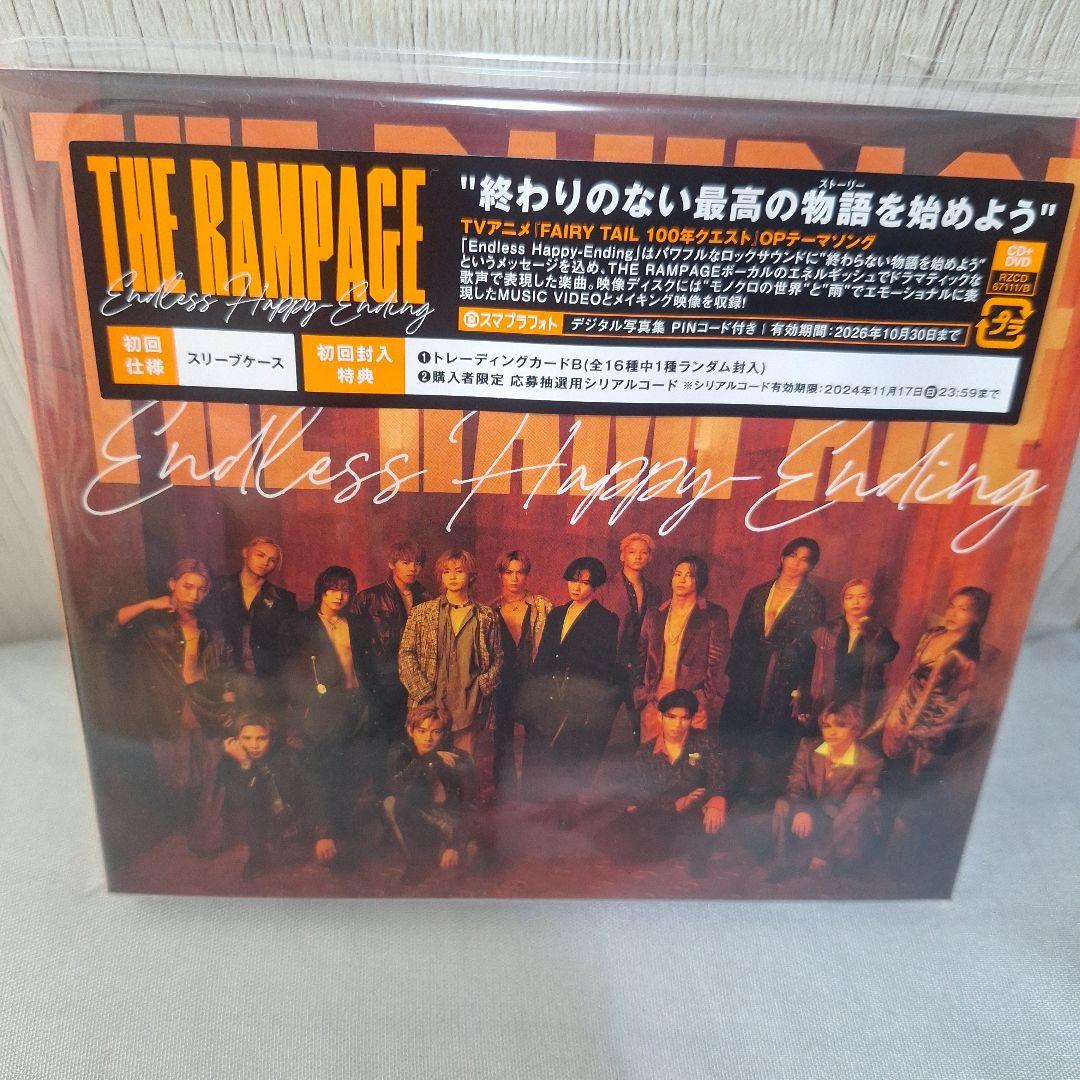 THE RAMPAGE
THE RAMPAGE
Endless Happy-Ending
ストーリー
"終わりのない最高の物語を始めよう"
TVアニメ『FAIRY TAIL 100年クエスト』OPテーマソング
「Endless Happy-Ending」はパワフルなロックサウンドに"終わらない物語を始めよう"
というメッセージを込め、THE RAMPAGEボーカルのエネルギッシュでドラマティックな
歌声で表現した楽曲。映像ディスクには"モノクロの世界"と"雨"でエモーショナルに表
現したMUSIC VIDEOとメイキング映像を収録!
CD+
DVD
RZCD
67111/B
プラ
スマプラフォト デジタル写真集 PINコード付き | 有効期間:2026年10月30日まで
初回
仕様
スリーブケース
初回封入
特典
❶トレーディングカードB(全16種中1種ランダム封入)
❷購入者限定 応募抽選用シリアルコード ※シリアルコード有効期限:2024年11月17日㊐23:59まで
THE RAMPAGE
Endless Happy-Ending